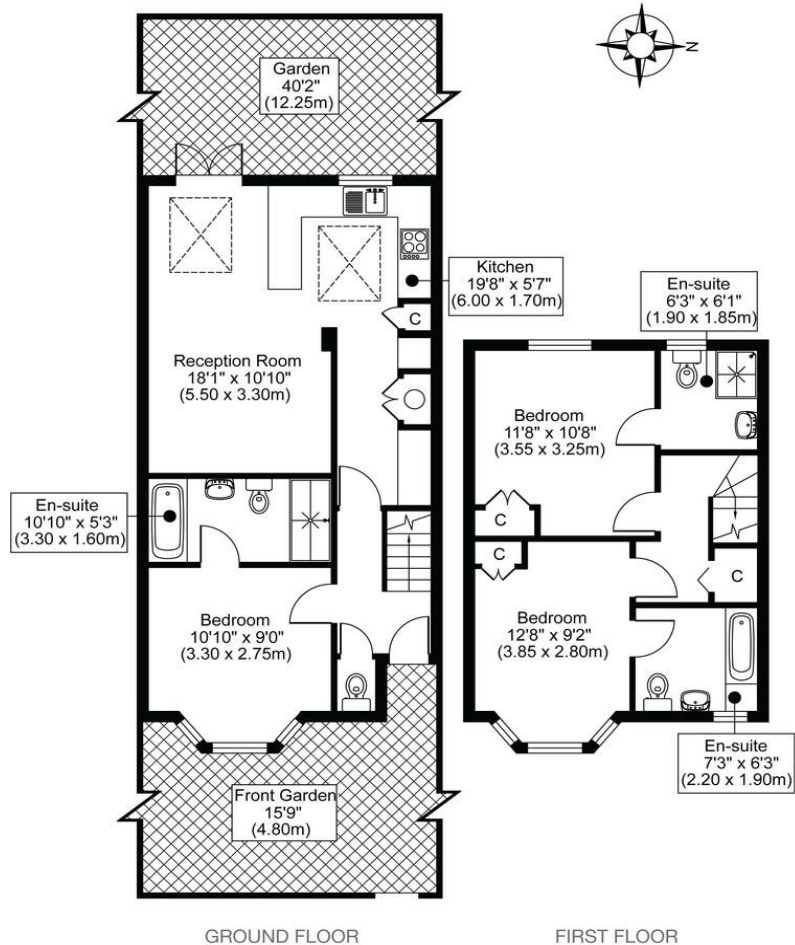 N
Garden
40'2"
(12.25m)
Kitchen
19'8" x 5'7"
(6.00 x 1.70m)
C
Reception Room
18'1" x 10'10"
(5.50 x 3.30m)
En-suite
10'10" x 5'3"
(3.30 x 1.60m)
Bedroom
10'10" x 9'0"
(3.30 x 2.75m)
Front Garden
15'9"
(4.80m)
GROUND FLOOR
En-suite
6'3" x 6'1"
(1.90 x 1.85m)
Bedroom
11'8" x 10'8"
(3.55 x 3.25m)
C
C
C
Bedroom
12'8" x 9'2"
(3.85 x 2.80m)
En-suite
7'3" x 6'3"
(2.20 x 1.90m)
FIRST FLOOR